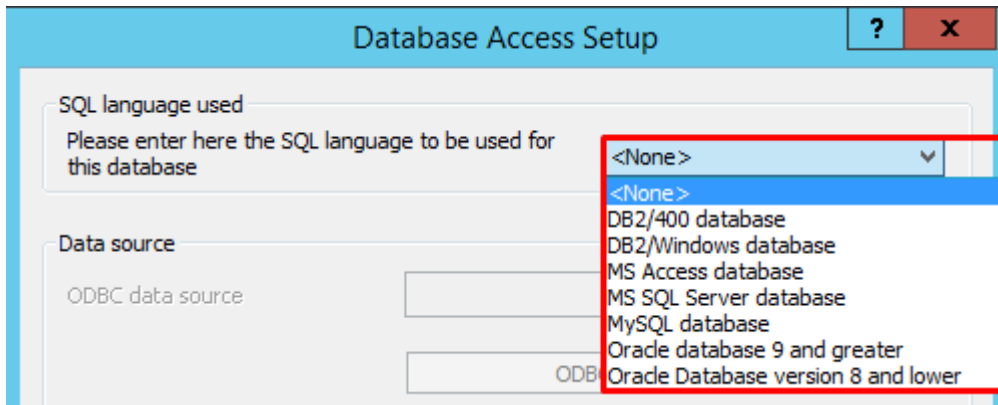 Database Access Setup
?
x
SQL language used
Please enter here the SQL language to be used for
this database
<None>
<None>
DB2/400 database
DB2/Windows database
MS Access database
MS SQL Server database
MySQL database
Oracle database 9 and greater
Oracle Database version 8 and lower
Data source
ODBC data source
ODB